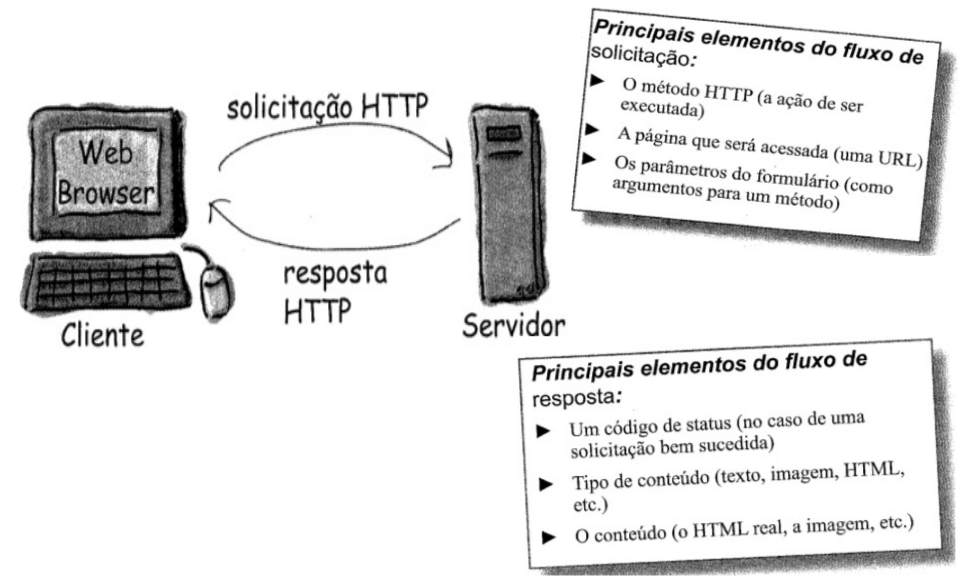 solicitação HTTP
Web
Browser
resposta
HTTP
Cliente
Servidor
Principais elementos do fluxo de
solicitação:
► O método HTTP (a ação de ser
executada)
► A página que será acessada (uma URL)
► Os parâmetros do formulário (como
argumentos para um método)
Principais elementos do fluxo de
resposta:
► Um código de status (no caso de uma
solicitação bem sucedida)
► Tipo de conteúdo (texto, imagem, HTML,
etc.)
► O conteúdo (o HTML real, a imagem, etc.)